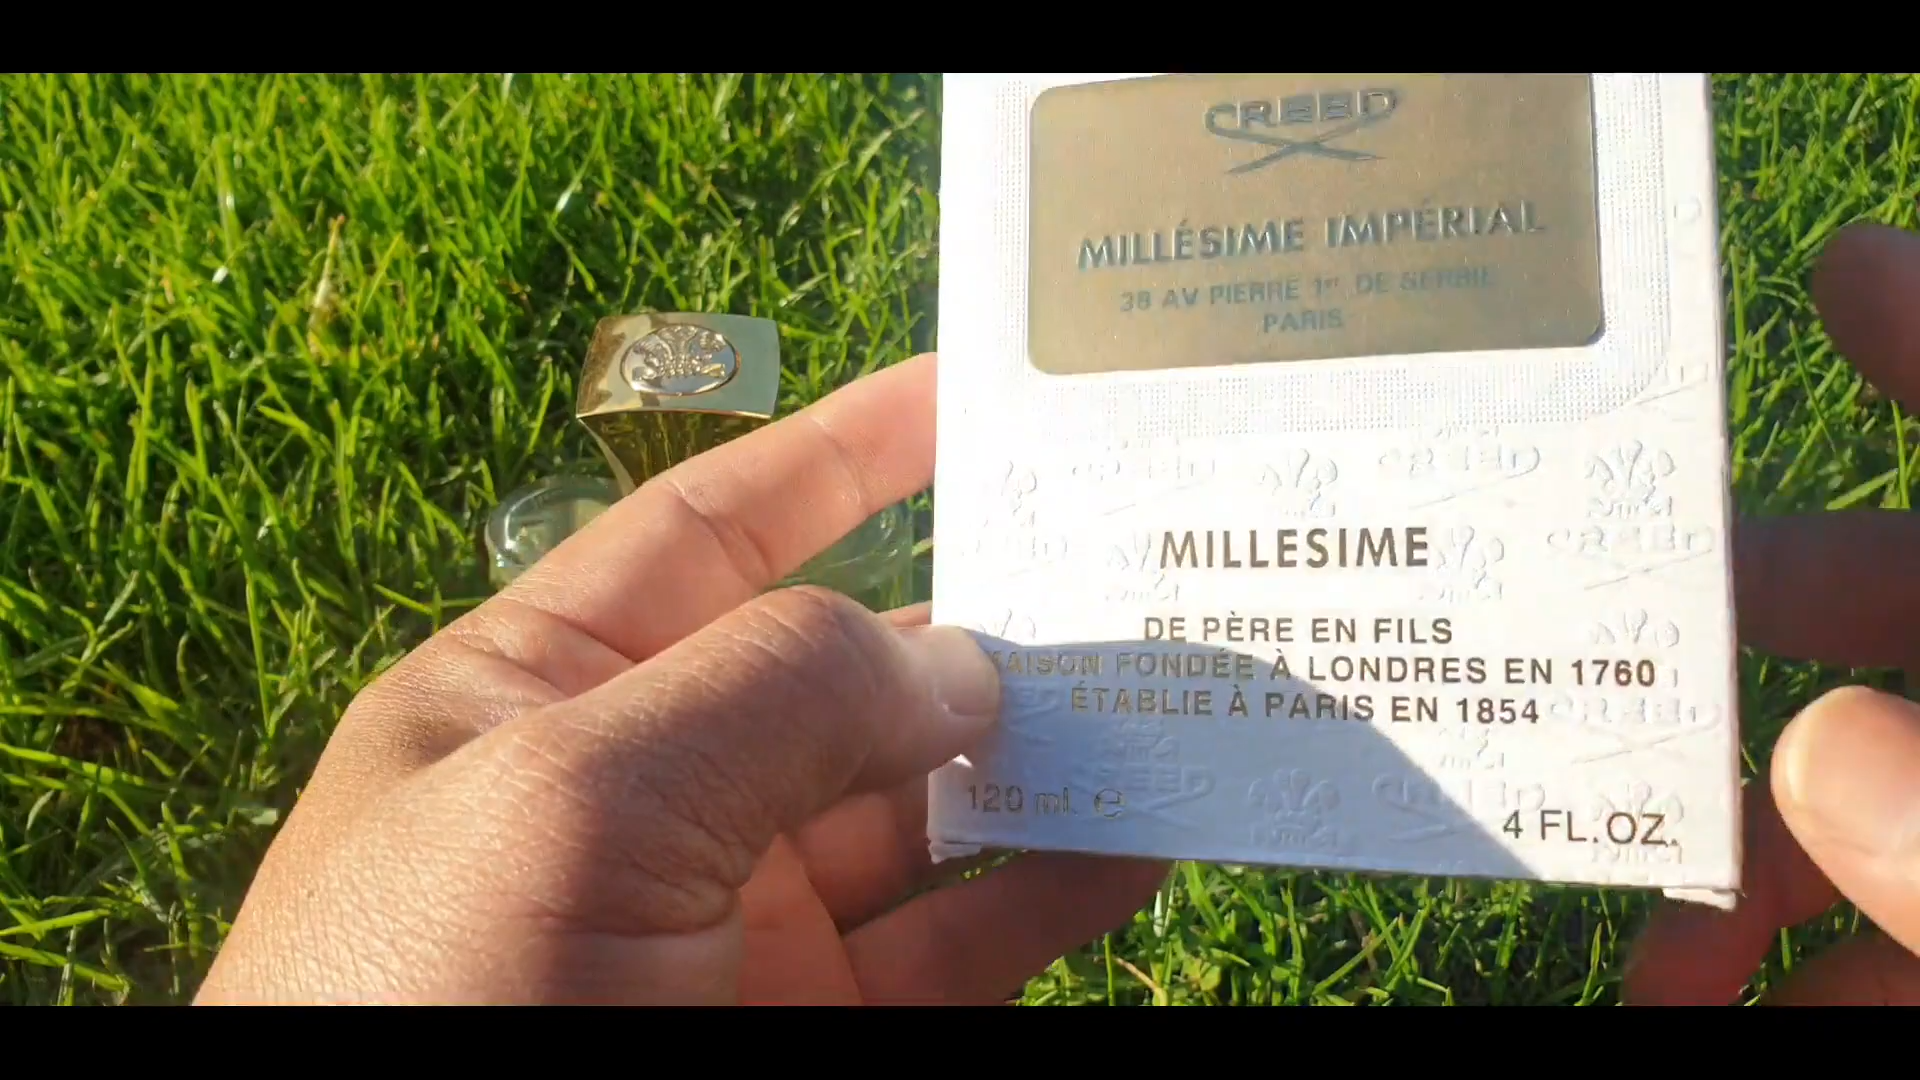 CREED
MILLÉSIME IMPÉRIAL
38 AV PIERRE 1er DE SERBIE
PARIS
MILLESIME
DE PÈRE EN FILS
MAISON FONDÉE À LONDRES EN 1760
ÉTABLIE À PARIS EN 1854
120 ml. ℮
4 FL.OZ.